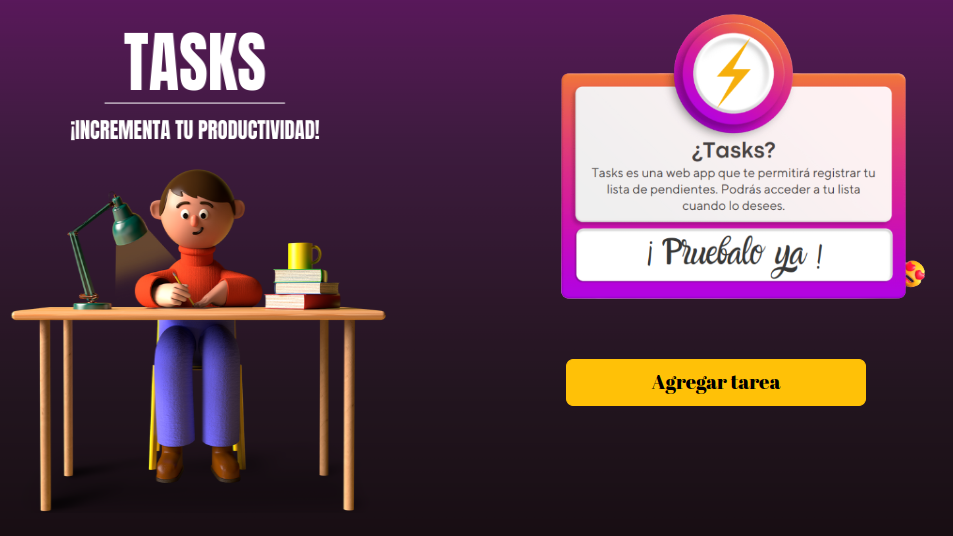 TASKS
¡INCREMENTA TU PRODUCTIVIDAD!
¿Tasks?
Tasks es una web app que te permitirá registrar tu
lista de pendientes. Podrás acceder a tu lista
cuando lo desees.
¡ Pruebalo ya !
Agregar tarea